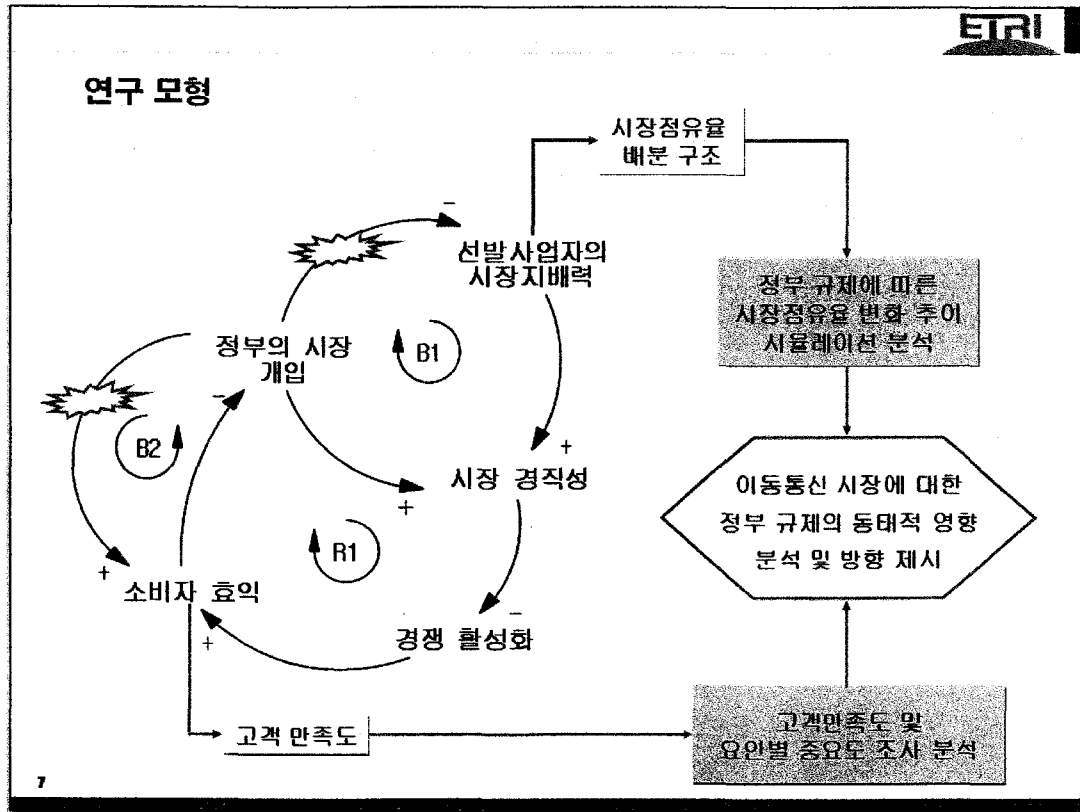 ETRI
연구 모형
시장점유율
배분 구조
-
선발사업자의
시장지배력
정부 규제에 따른
시장점유율 변화 추이
시뮬레이션 분석
정부의 시장
개입
B1
-
B2
+
시장 경직성
+
이동통신 시장에 대한
정부 규제의 동태적 영향
분석 및 방향 제시
R1
+
소비자 효익
-
경쟁 활성화
+
고객 만족도
고객만족도 및
요인별 중요도 조사 분석
7